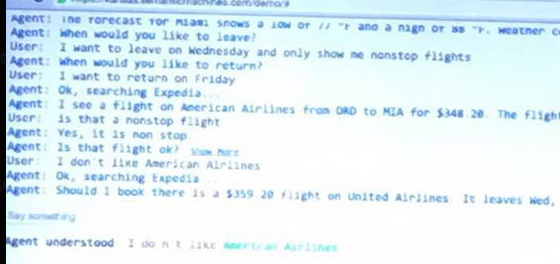 .semanticmachines.com/demo/#
Agent: The forecast for Miami shows a low of 77 °F and a high of 88 °F. Weather
Agent: When would you like to leave?
User: I want to leave on Wednesday and only show me nonstop flights
Agent: When would you like to return?
User: I want to return on Friday
Agent: Ok, searching Expedia...
Agent: I see a flight on American Airlines from ORD to MIA for $348.20. The flight
User: is that a nonstop flight
Agent: Yes, it is non stop.
Agent: Is that flight ok? Show More
User: I don't like American Airlines
Agent: Ok, searching Expedia...
Agent: Should I book there is a $359.20 flight on United Airlines. It leaves Wed,
Say something
Agent understood I do n t like American Airlines